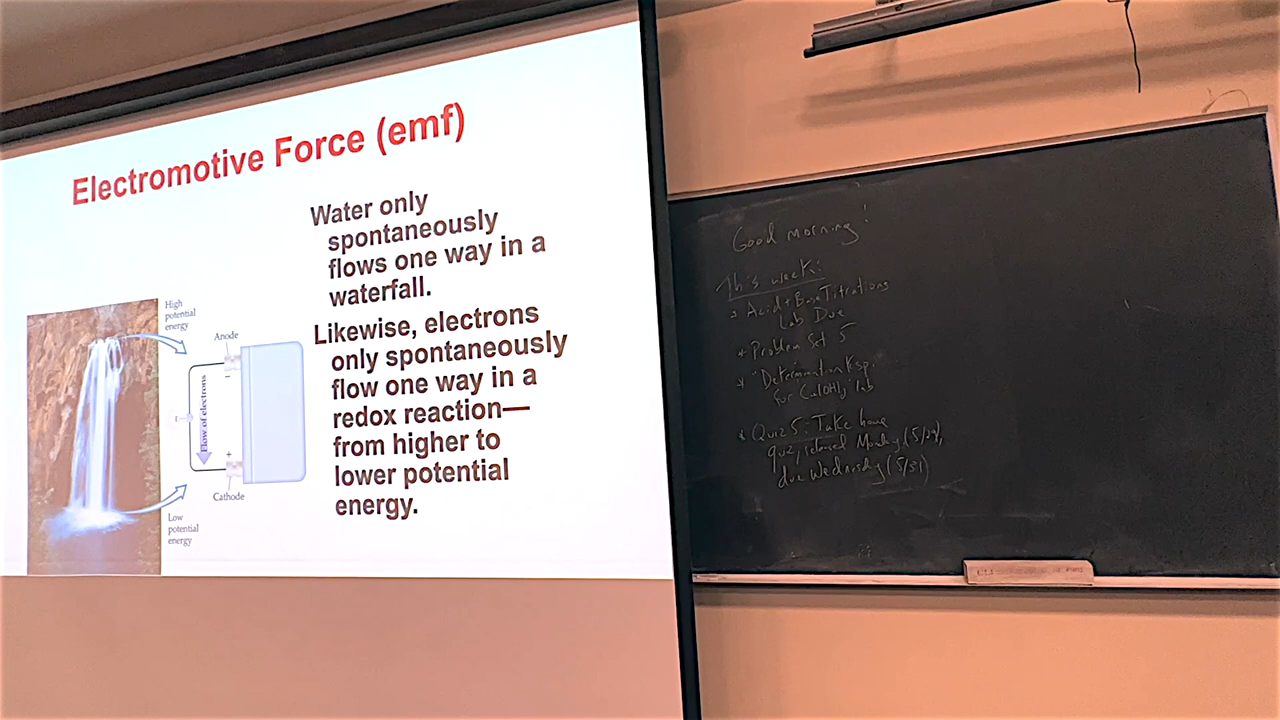 Electromotive Force (emf)
Water only
spontaneously
flows one way in a
waterfall.
Likewise, electrons
only spontaneously
flow one way in a
redox reaction—
from higher to
lower potential
energy.
High
potential
energy
Anode
−
Flow of electrons
+
Cathode
Low
potential
energy
Good morning!
This week:
* Acid + Base Titrations
Lab Due
* Problem Set 5
* "Determination Ksp
for Ca(OH)₂" lab
* Quiz 5: Take home
quiz, released Monday (5/29),
due Wednesday (5/31)